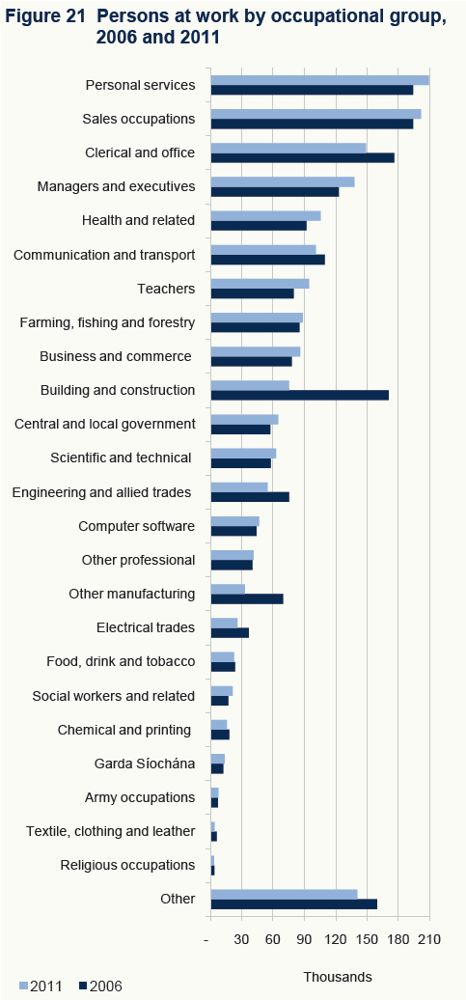 Figure 21 Persons at work by occupational group,
2006 and 2011
Personal services
Sales occupations
Clerical and office
Managers and executives
Health and related
Communication and transport
Teachers
Farming, fishing and forestry
Business and commerce
Building and construction
Central and local government
Scientific and technical
Engineering and allied trades
Computer software
Other professional
Other manufacturing
Electrical trades
Food, drink and tobacco
Social workers and related
Chemical and printing
Garda Síochána
Army occupations
Textile, clothing and leather
Religious occupations
Other
- 30 60 90 120 150 180 210
Thousands
2011 2006